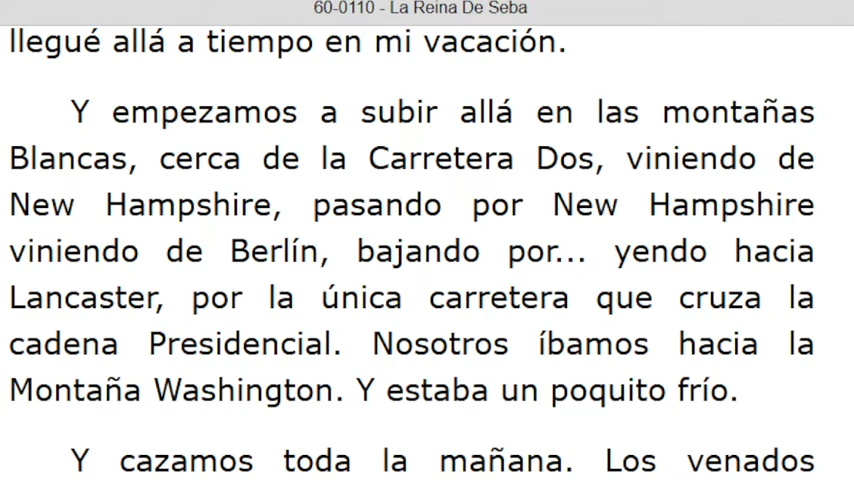 60-0110 - La Reina De Seba
llegué allá a tiempo en mi vacación.
Y empezamos a subir allá en las montañas
Blancas, cerca de la Carretera Dos, viniendo de
New Hampshire, pasando por New Hampshire
viniendo de Berlín, bajando por... yendo hacia
Lancaster, por la única carretera que cruza la
cadena Presidencial. Nosotros íbamos hacia la
Montaña Washington. Y estaba un poquito frío.
Y cazamos toda la mañana. Los venados